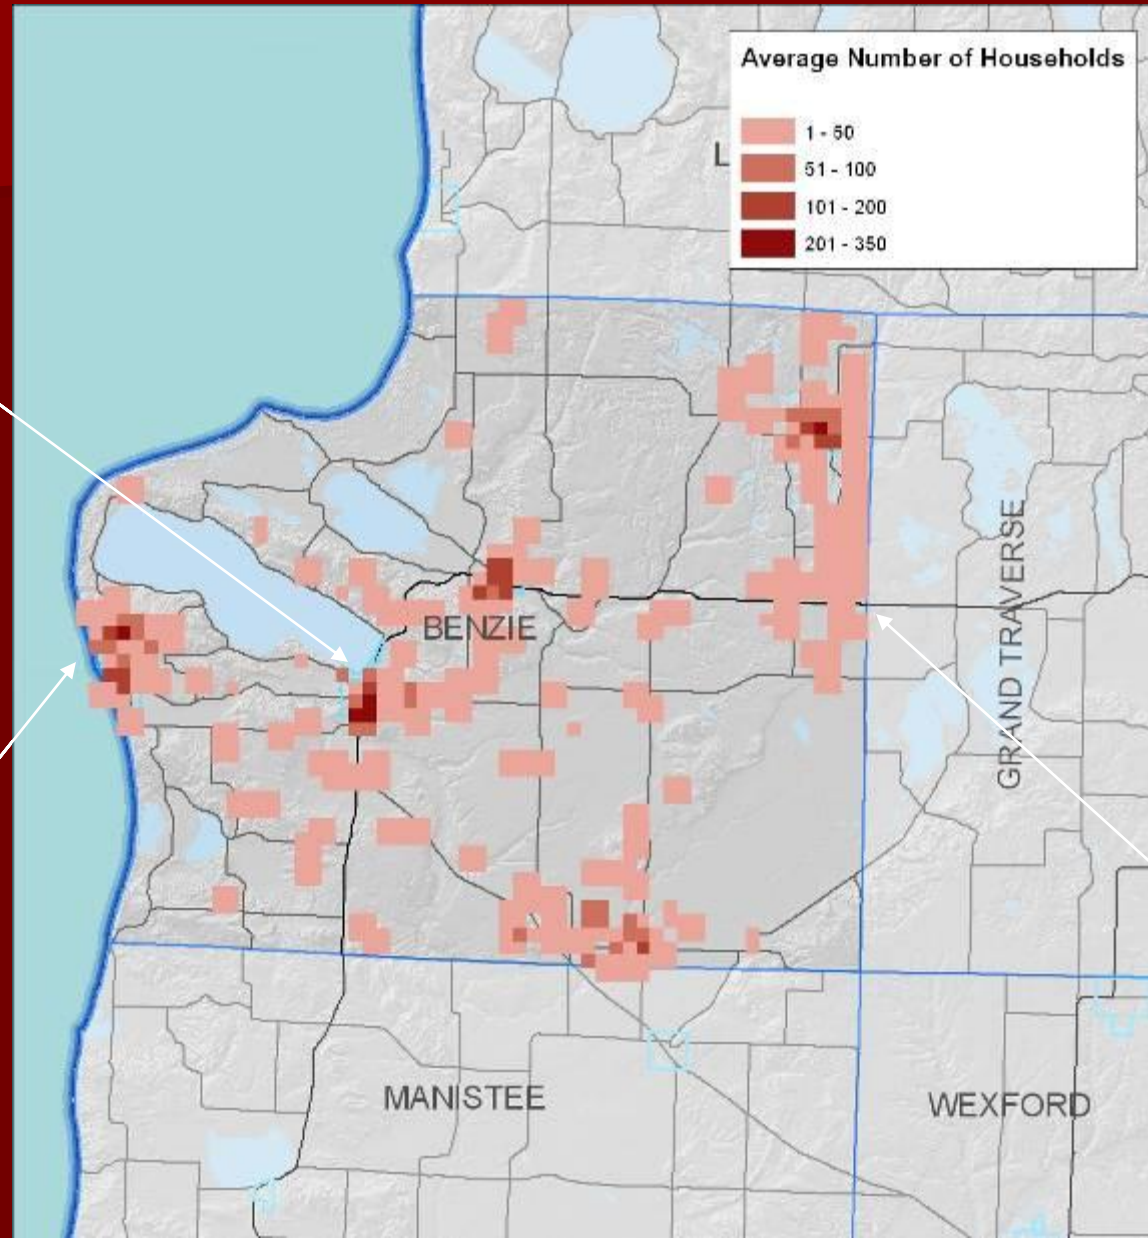 Average Number of Households
1 - 50
51 - 100
101 - 200
201 - 350
L
BENZIE
GRAND TRAVERSE
MANISTEE
WEXFORD